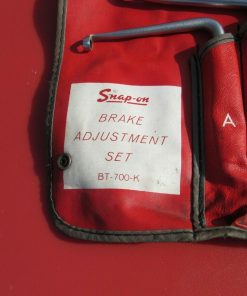 Snap-on
BRAKE
ADJUSTMENT
SET
BT-700-K
A